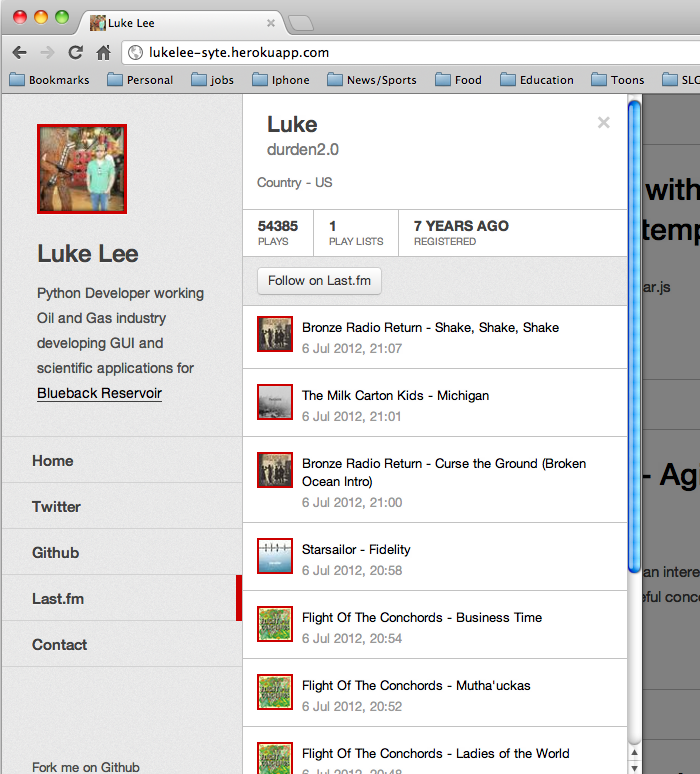 Luke Lee
lukelee-syte.herokuapp.com
Bookmarks
Personal
jobs
Iphone
News/Sports
Food
Education
Toons
SLC
Luke Lee
Python Developer working
Oil and Gas industry
developing GUI and
scientific applications for
Blueback Reservoir
Home
Twitter
Github
Last.fm
Contact
Fork me on Github
Luke
durden2.0
Country - US
54385
PLAYS
1
PLAY LISTS
7 YEARS AGO
REGISTERED
Follow on Last.fm
Bronze Radio Return - Shake, Shake, Shake
6 Jul 2012, 21:07
The Milk Carton Kids - Michigan
6 Jul 2012, 21:01
Bronze Radio Return - Curse the Ground (Broken
Ocean Intro)
6 Jul 2012, 21:00
Starsailor - Fidelity
6 Jul 2012, 20:58
Flight Of The Conchords - Business Time
6 Jul 2012, 20:54
Flight Of The Conchords - Mutha'uckas
6 Jul 2012, 20:52
Flight Of The Conchords - Ladies of the World
6 Jul 2012, 20:48
with
temp
ar.js
- Ag
an intere
eful conc